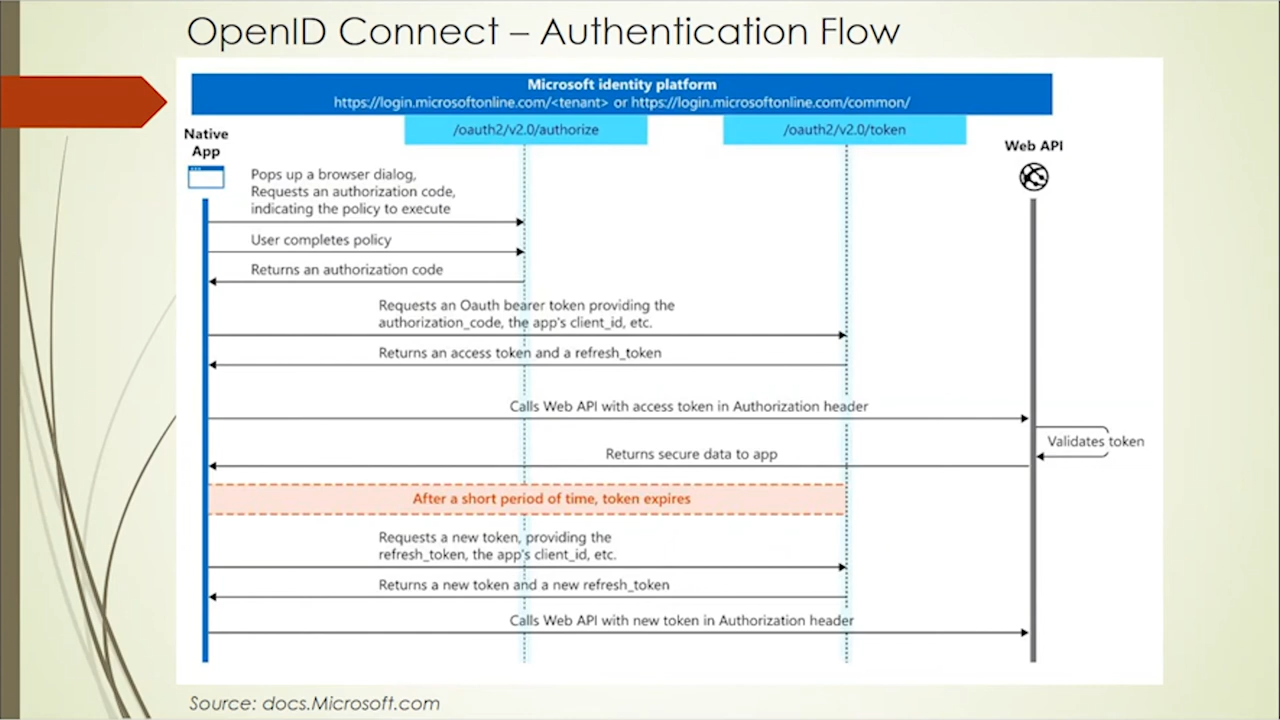 OpenID Connect – Authentication Flow
Microsoft identity platform
https://login.microsoftonline.com/<tenant> or https://login.microsoftonline.com/common/
/oauth2/v2.0/authorize
/oauth2/v2.0/token
Native
App
Web API
Pops up a browser dialog,
Requests an authorization code,
indicating the policy to execute
User completes policy
Returns an authorization code
Requests an Oauth bearer token providing the
authorization_code, the app's client_id, etc.
Returns an access token and a refresh_token
Calls Web API with access token in Authorization header
Validates token
Returns secure data to app
After a short period of time, token expires
Requests a new token, providing the
refresh_token, the app's client_id, etc.
Returns a new token and a new refresh_token
Calls Web API with new token in Authorization header
Source: docs.Microsoft.com